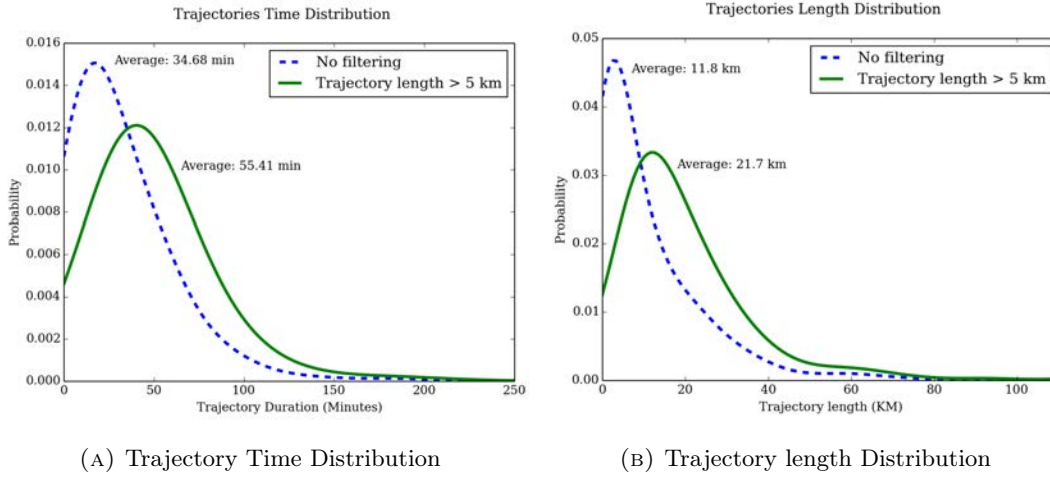 Trajectories Time Distribution
0.016
0.014
0.012
0.010
0.008
0.006
0.004
0.002
0.000
Probability
Average: 34.68 min
No filtering
Trajectory length > 5 km
Average: 55.41 min
0
50
100
150
200
250
Trajectory Duration (Minutes)
(A) Trajectory Time Distribution
Trajectories Length Distribution
0.05
0.04
0.03
0.02
0.01
0.00
Probability
Average: 11.8 km
No filtering
Trajectory length > 5 km
Average: 21.7 km
0
20
40
60
80
100
Trajectory length (KM)
(B) Trajectory length Distribution